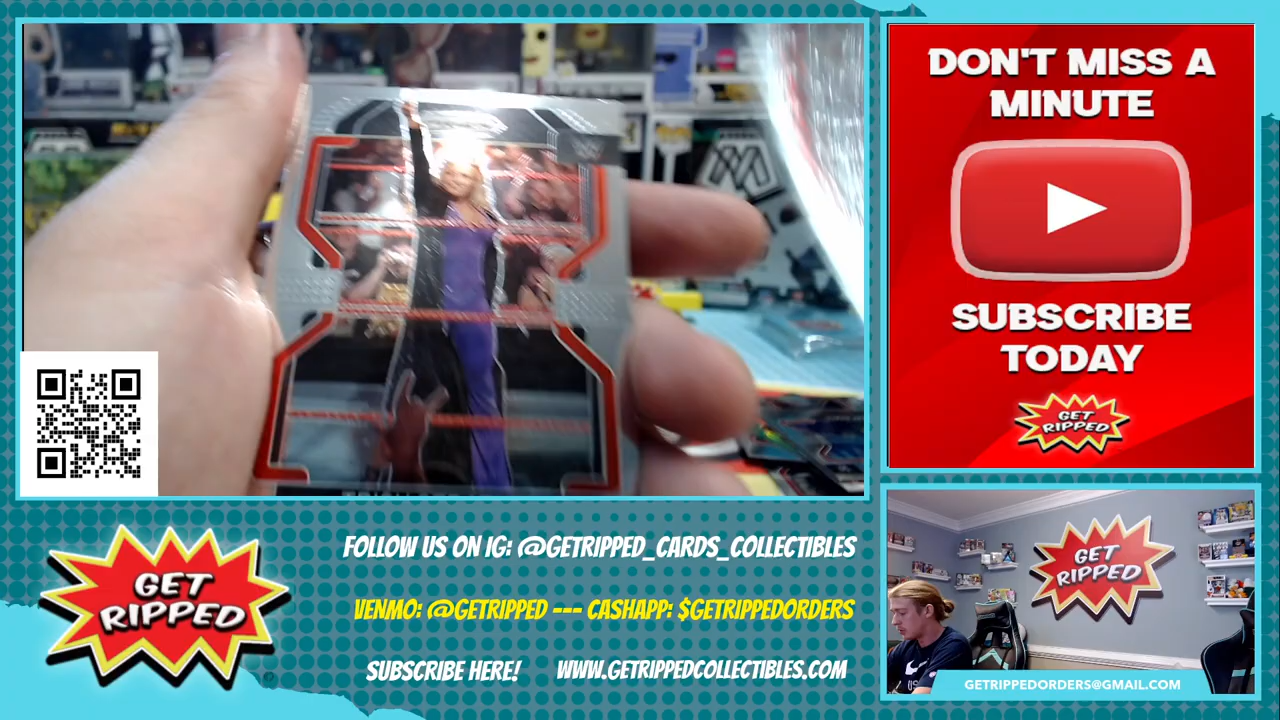 DON'T MISS A
MINUTE
SUBSCRIBE
TODAY
GET
RIPPED
GET
RIPPED
FOLLOW US ON IG: @GETRIPPED_CARDS_COLLECTIBLES
VENMO: @GETRIPPED --- CASHAPP: $GETRIPPEDORDERS
SUBSCRIBE HERE! WWW.GETRIPPEDCOLLECTIBLES.COM
GET
RIPPED
GETRIPPEDORDERS@GMAIL.COM